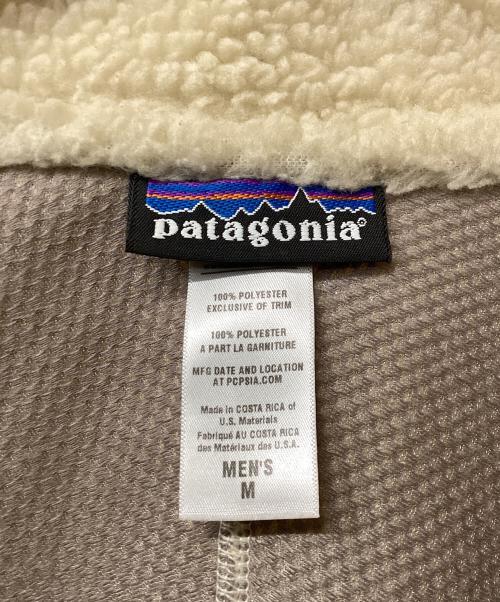 patagonia®
100% POLYESTER
EXCLUSIVE OF TRIM
100% POLYESTER
A PART LA GARNITURE
MFG DATE AND LOCATION
AT PCPSIA.COM
Made in COSTA RICA of
U.S. Materials
Fabriqué AU COSTA RICA
des Matériaux des U.S.A.
MEN'S
M